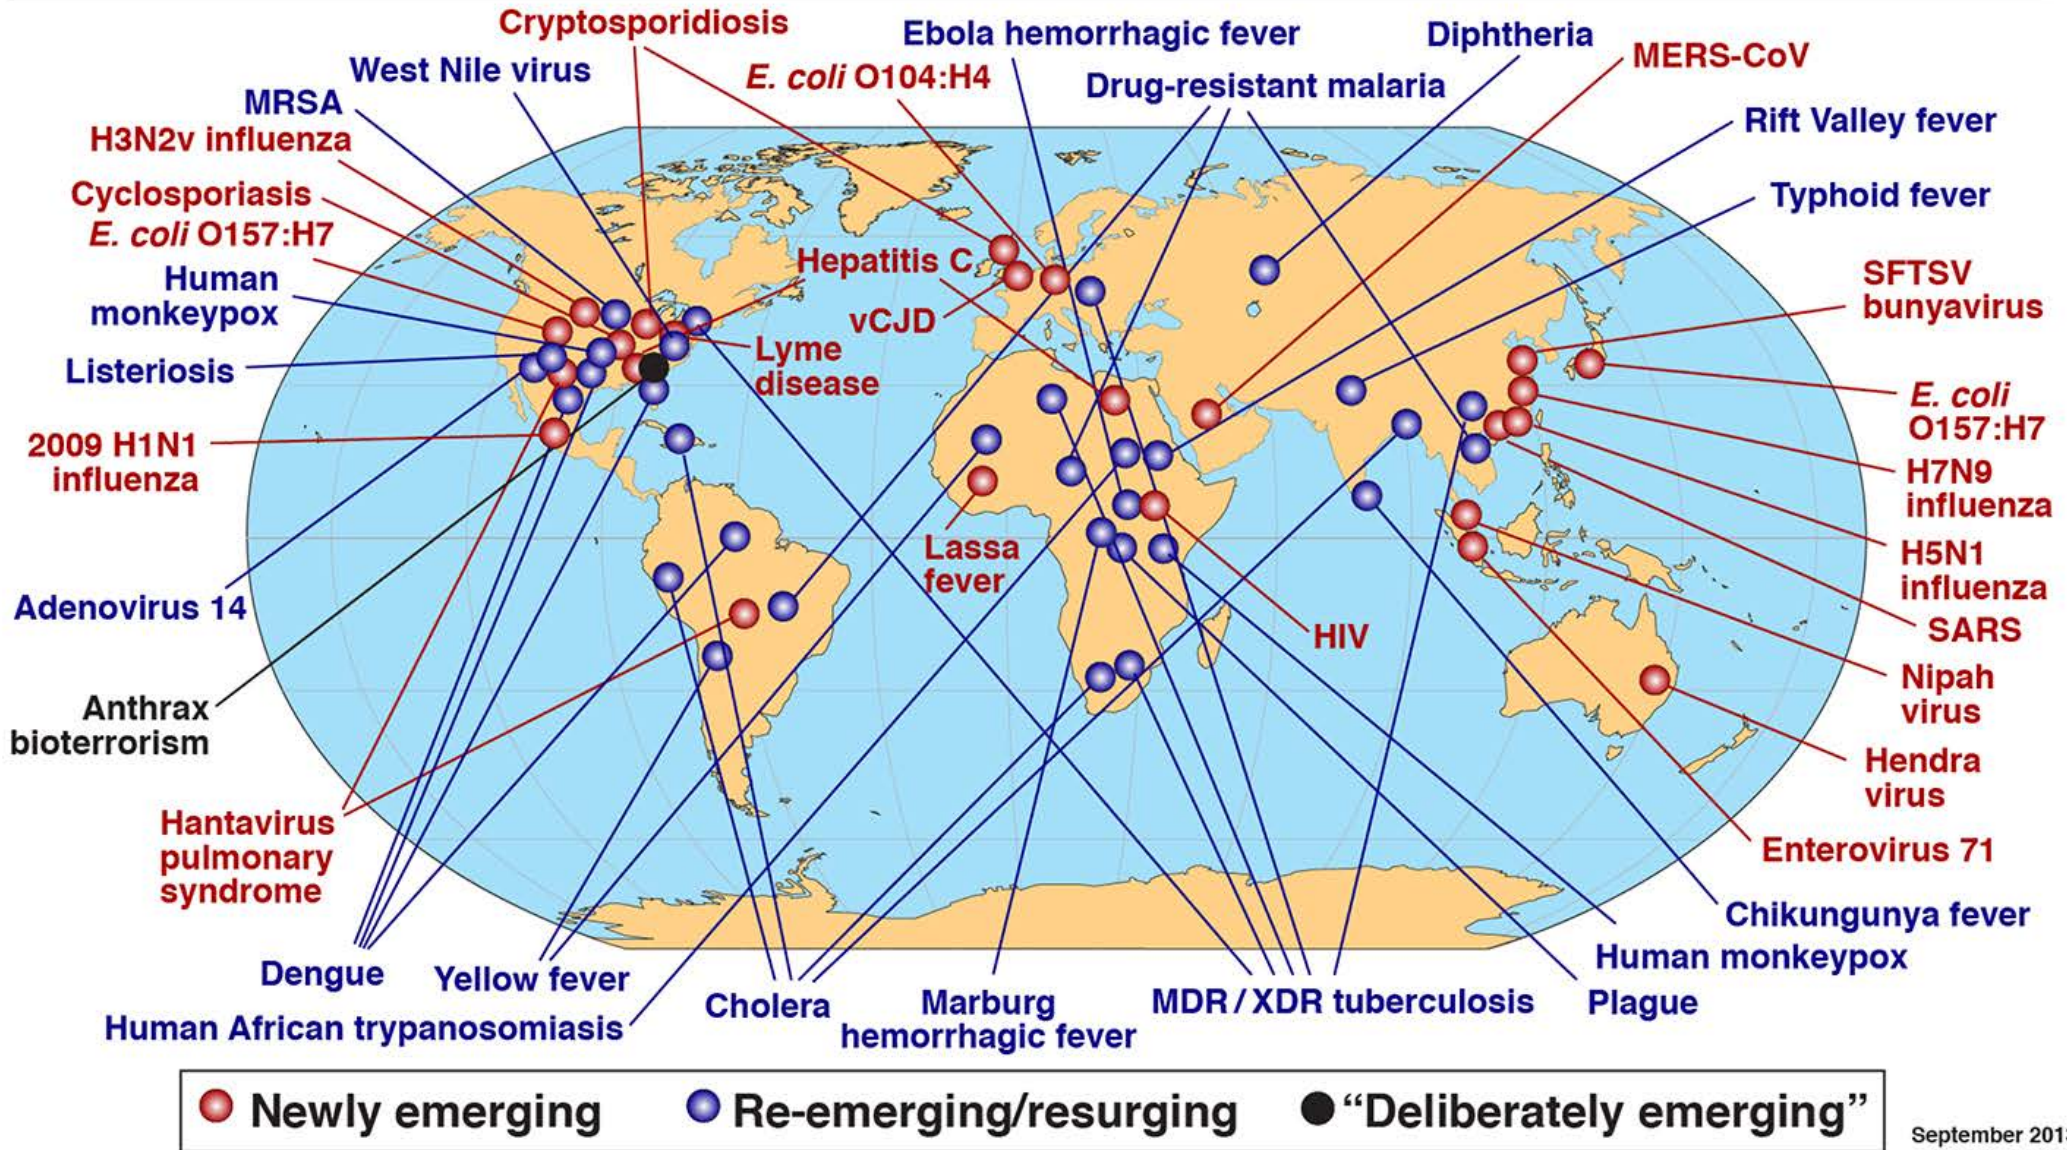 Cryptosporidiosis
Ebola hemorrhagic fever
Diphtheria
MERS-CoV
West Nile virus
E. coli O104:H4
Drug-resistant malaria
MRSA
Rift Valley fever
H3N2v influenza
Cyclosporiasis
Typhoid fever
E. coli O157:H7
Hepatitis C
Human
monkeypox
SFTSV
bunyavirus
vCJD
Listeriosis
Lyme
disease
E. coli
O157:H7
2009 H1N1
influenza
H7N9
influenza
Lassa
fever
H5N1
influenza
Adenovirus 14
HIV
SARS
Nipah
virus
Anthrax
bioterrorism
Hendra
virus
Hantavirus
pulmonary
syndrome
Enterovirus 71
Chikungunya fever
Human monkeypox
Dengue
Yellow fever
Cholera
Marburg
hemorrhagic fever
MDR/XDR tuberculosis
Plague
Human African trypanosomiasis
Newly emerging
Re-emerging/resurging
“Deliberately emerging”
September